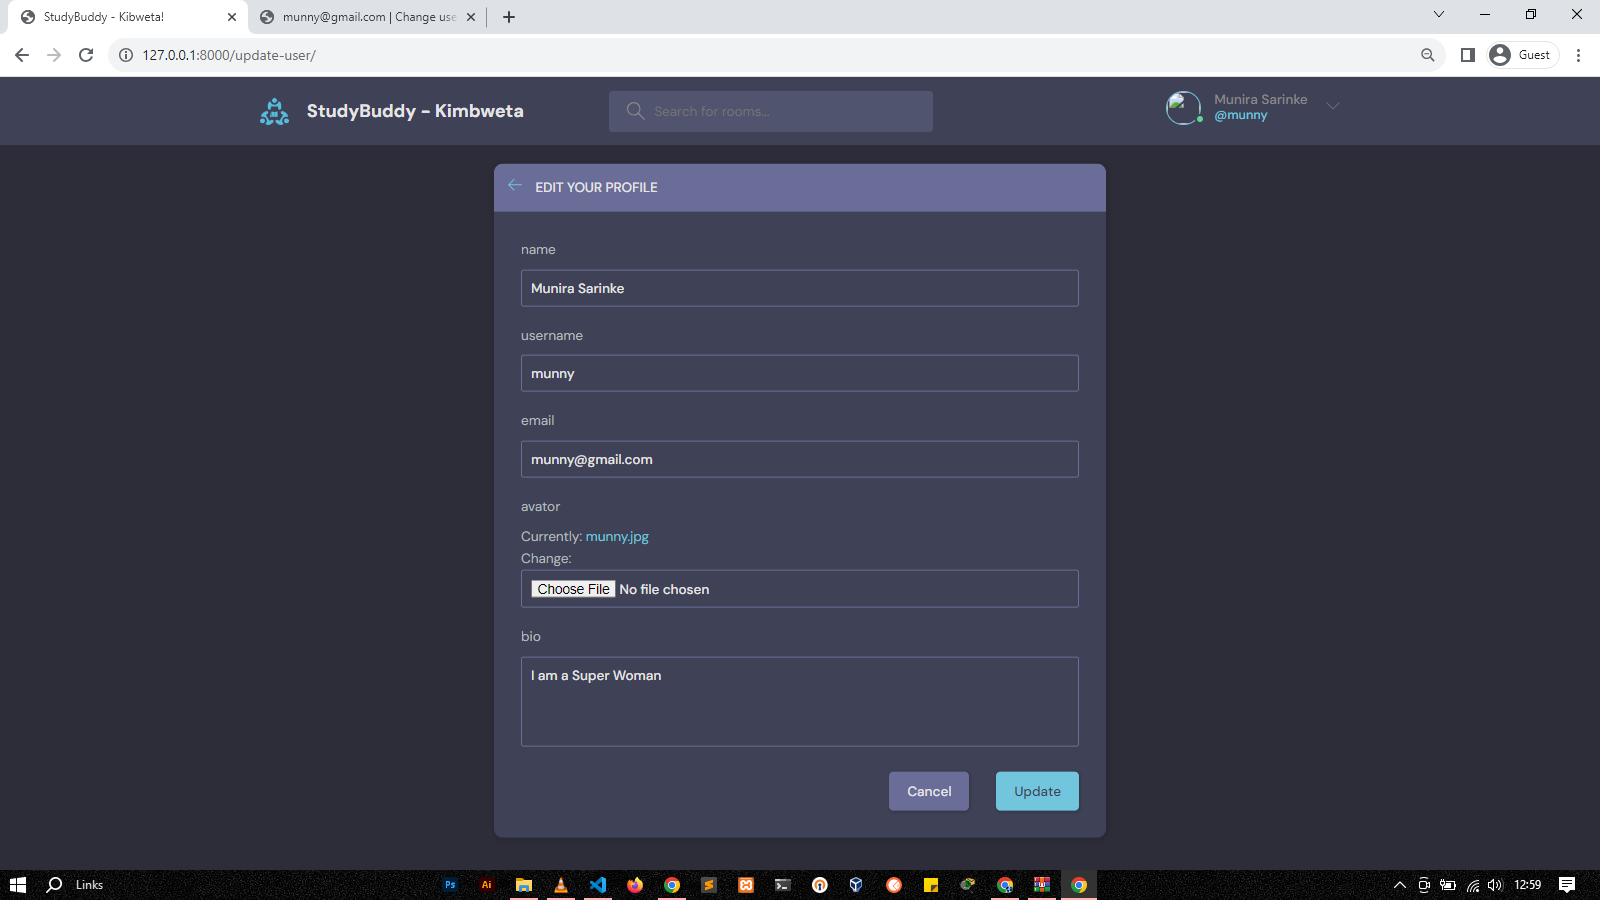 StudyBuddy - Kibweta!
munny@gmail.com | Change use
127.0.0.1:8000/update-user/
Guest
StudyBuddy - Kimbweta
Search for rooms...
Munira Sarinke
@munny
EDIT YOUR PROFILE
name
Munira Sarinke
username
munny
email
munny@gmail.com
avator
Currently: munny.jpg
Change:
Choose File No file chosen
bio
I am a Super Woman
Cancel
Update
Links
Ps
Ai
12:59